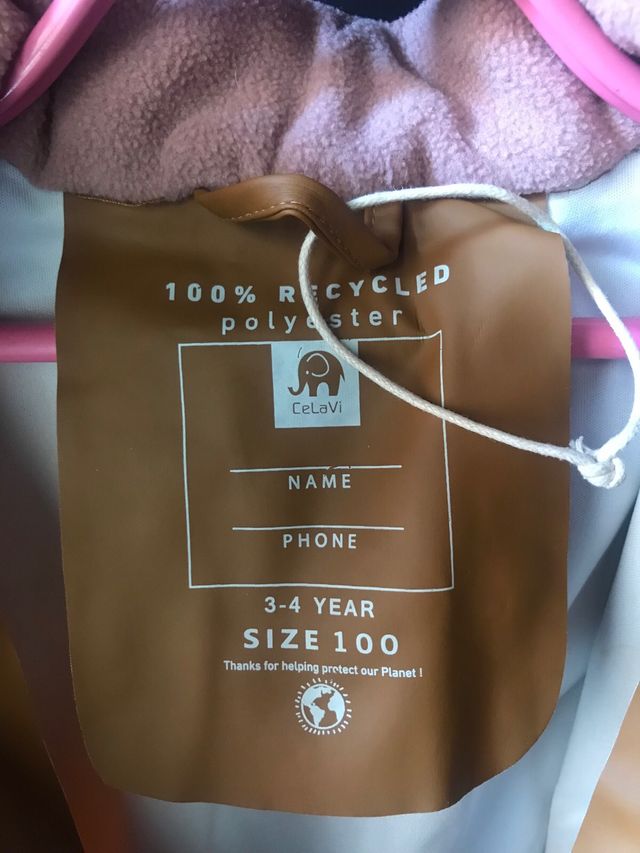 100% RECYCLED
polyester
CeLaVi
NAME
PHONE
3-4 YEAR
SIZE 100
Thanks for helping protect our Planet !